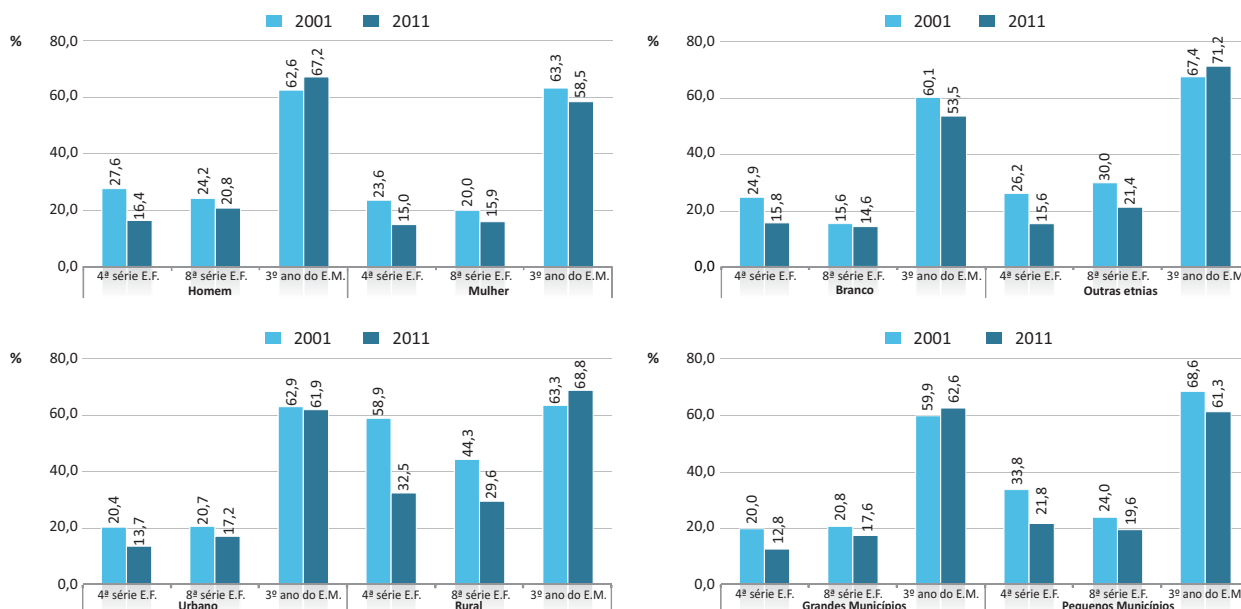 2001 2011
%
80,0
60,0
40,0
20,0
0,0
27,6 16,4 24,2 20,8 62,6 67,2 23,6 15,0 20,0 15,9 63,3 58,5
4ª série E.F. 8ª série E.F. 3º ano do E.M. 4ª série E.F. 8ª série E.F. 3º ano do E.M.
Homem Mulher
2001 2011
%
80,0
60,0
40,0
20,0
0,0
24,9 15,8 15,6 14,6 60,1 53,5 26,2 15,6 30,0 21,4 67,4 71,2
4ª série E.F. 8ª série E.F. 3º ano do E.M. 4ª série E.F. 8ª série E.F. 3º ano do E.M.
Branco Outras etnias
2001 2011
%
80,0
60,0
40,0
20,0
0,0
20,4 13,7 20,7 17,2 62,9 61,9 58,9 32,5 44,3 29,6 63,3 68,8
4ª série E.F. 8ª série E.F. 3º ano do E.M. 4ª série E.F. 8ª série E.F. 3º ano do E.M.
Urbano Rural
2001 2011
%
80,0
60,0
40,0
20,0
0,0
20,0 12,8 20,8 17,6 59,9 62,6 33,8 21,8 24,0 19,6 68,6 61,3
4ª série E.F. 8ª série E.F. 3º ano do E.M. 4ª série E.F. 8ª série E.F. 3º ano do E.M.
Grandes Municípios Pequenos Municípios